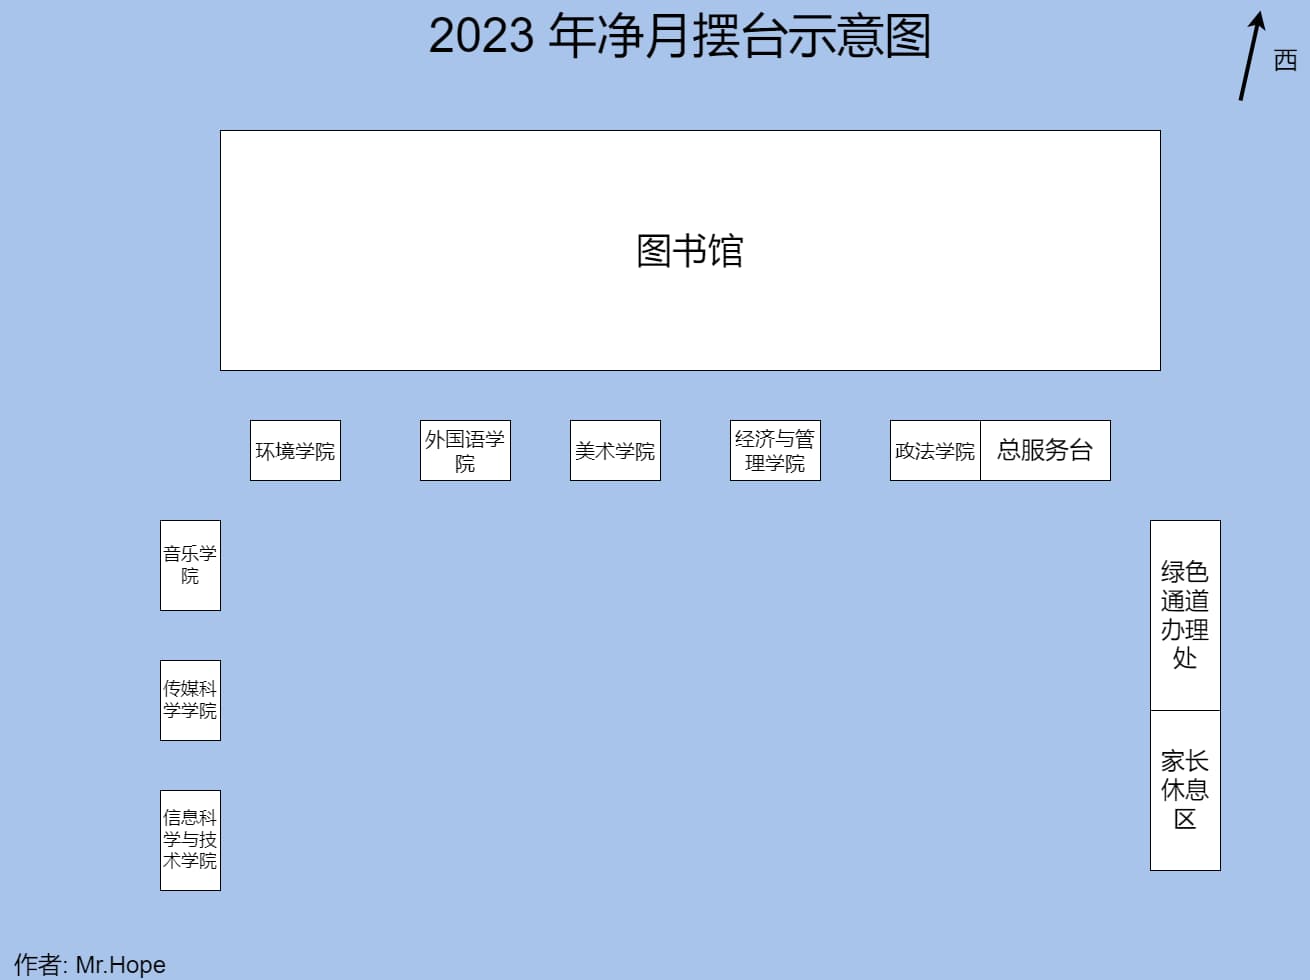 2023 年净月摆台示意图
西
图书馆
环境学院
外国语学
院
美术学院
经济与管
理学院
政法学院
总服务台
音乐学
院
传媒科
学学院
信息科
学与技
术学院
绿色
通道
办理
处
家长
休息
区
作者: Mr.Hope